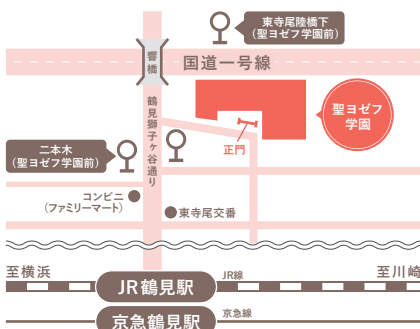 東寺尾陸橋下
(聖ヨゼフ学園前)
響橋
国道一号線
聖ヨゼフ
学園
鶴見獅子ヶ谷通り
正門
二本木
(聖ヨゼフ学園前)
コンビニ
(ファミリーマート)
東寺尾交番
至横浜
JR線
至川崎
JR鶴見駅
京急線
京急鶴見駅